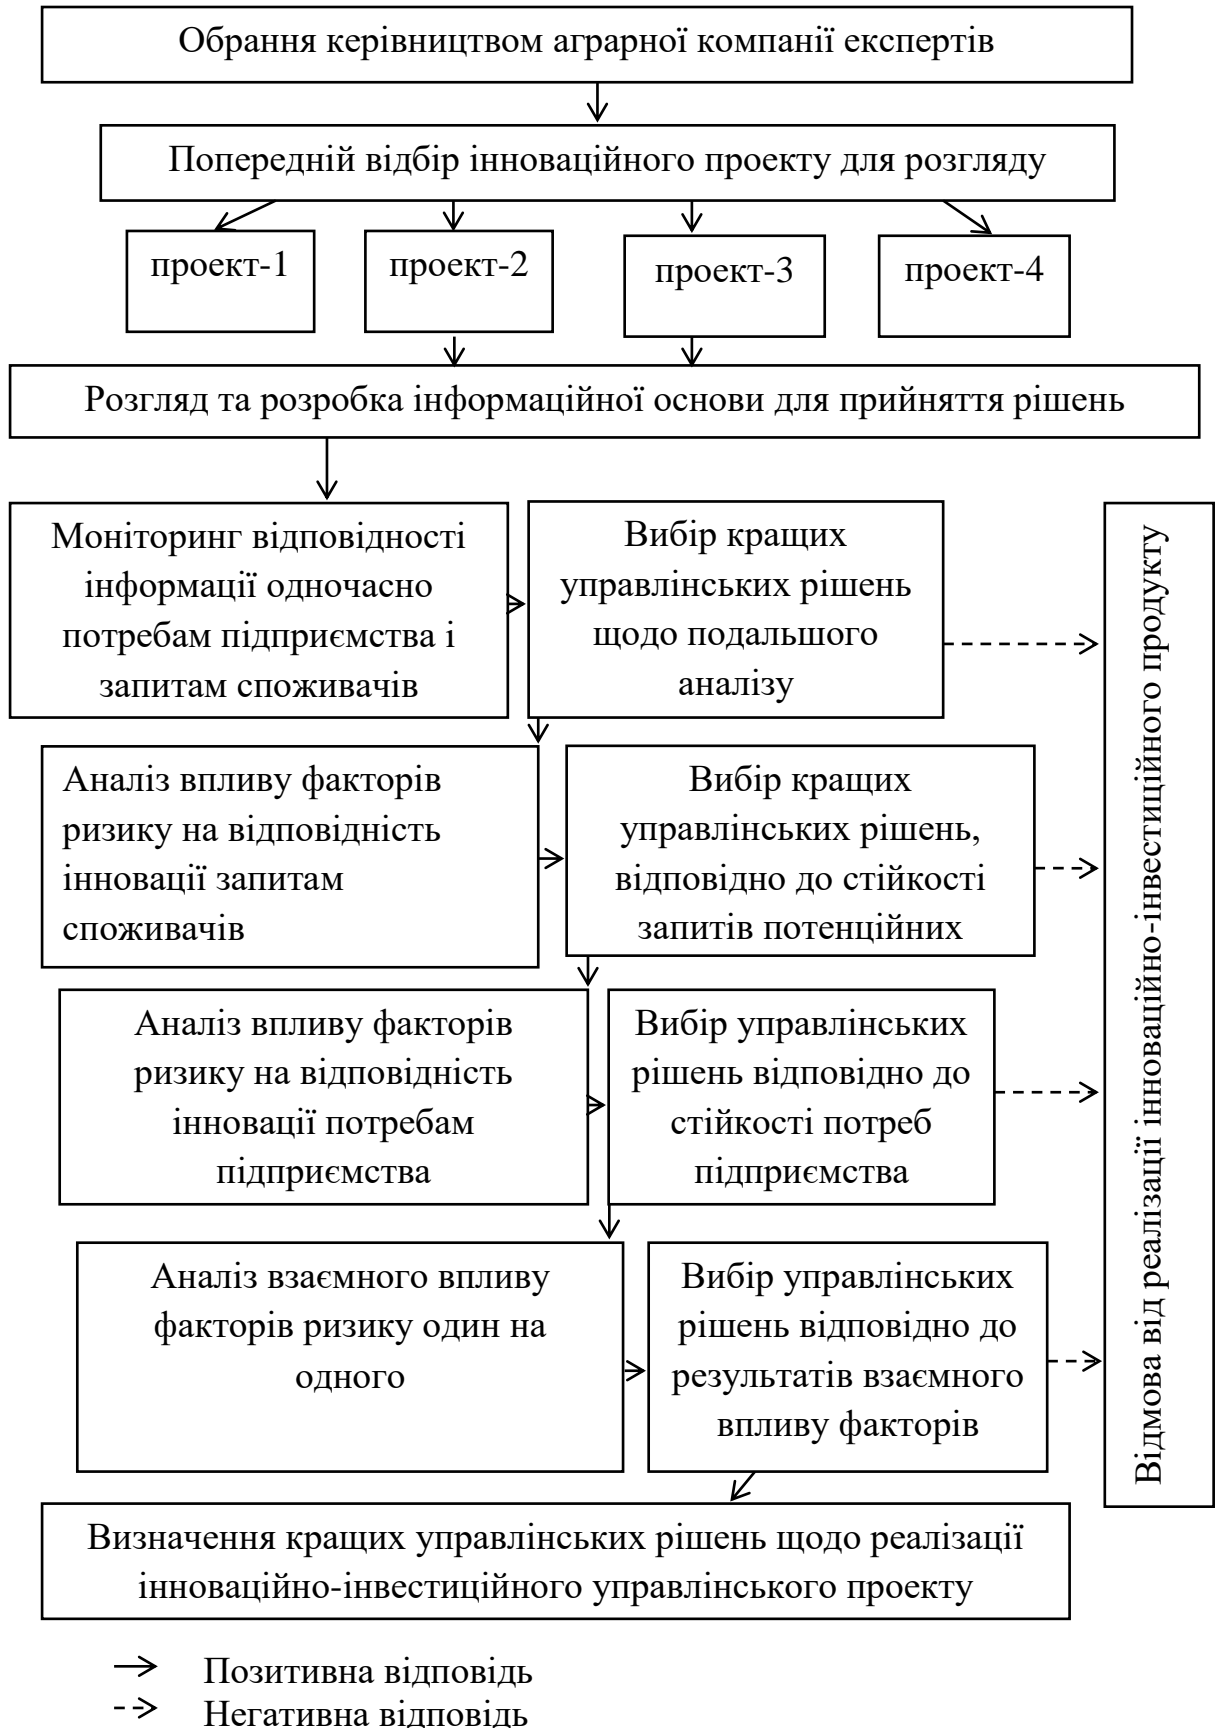 Обрання керівництвом аграрної компанії експертів
Попередній відбір інноваційного проекту для розгляду
проект-1
проект-2
проект-3
проект-4
Розгляд та розробка інформаційної основи для прийняття рішень
Моніторинг відповідності
інформації одночасно
потребам підприємства і
запитам споживачів
Вибір кращих
управлінських рішень
щодо подальшого
аналізу
Аналіз впливу факторів
ризику на відповідність
інновації запитам
споживачів
Вибір кращих
управлінських рішень,
відповідно до стійкості
запитів потенційних
Аналіз впливу факторів
ризику на відповідність
інновації потребам
підприємства
Вибір управлінських
рішень відповідно до
стійкості потреб
підприємства
Аналіз взаємного впливу
факторів ризику один на
одного
Вибір управлінських
рішень відповідно до
результатів взаємного
впливу факторів
Відмова від реалізації інноваційно-інвестиційного продукту
Визначення кращих управлінських рішень щодо реалізації
інноваційно-інвестиційного управлінського проекту
Позитивна відповідь
Негативна відповідь